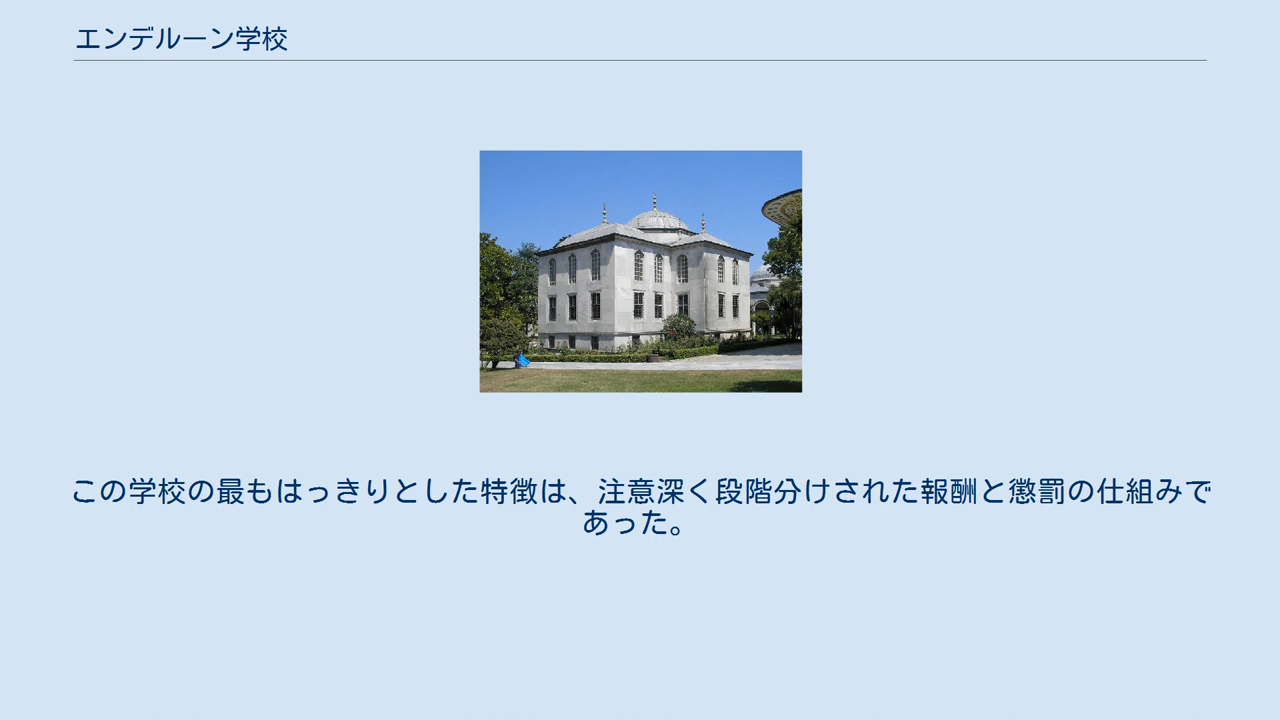 エンデルーン学校
この学校の最もはっきりとした特徴は、注意深く段階分けされた報酬と懲罰の仕組みで
あった。